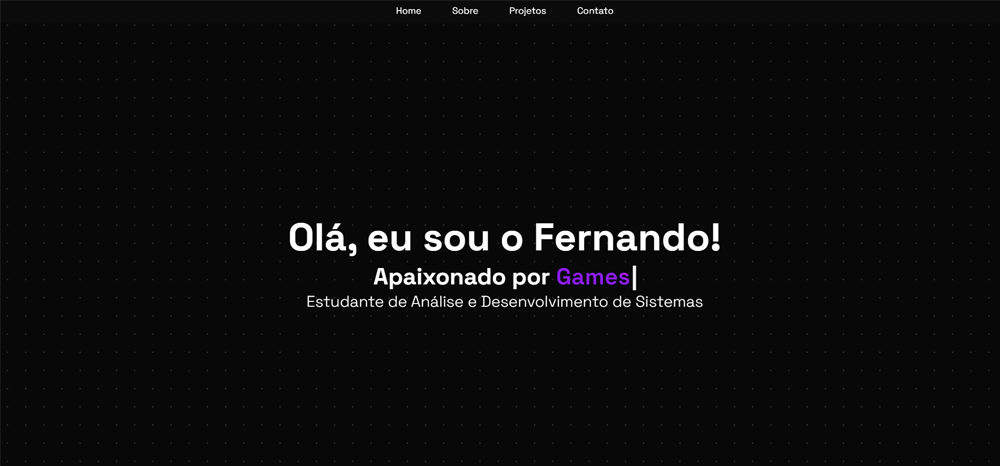 Home Sobre Projetos Contato
Olá, eu sou o Fernando!
Apaixonado por Games|
Estudante de Análise e Desenvolvimento de Sistemas